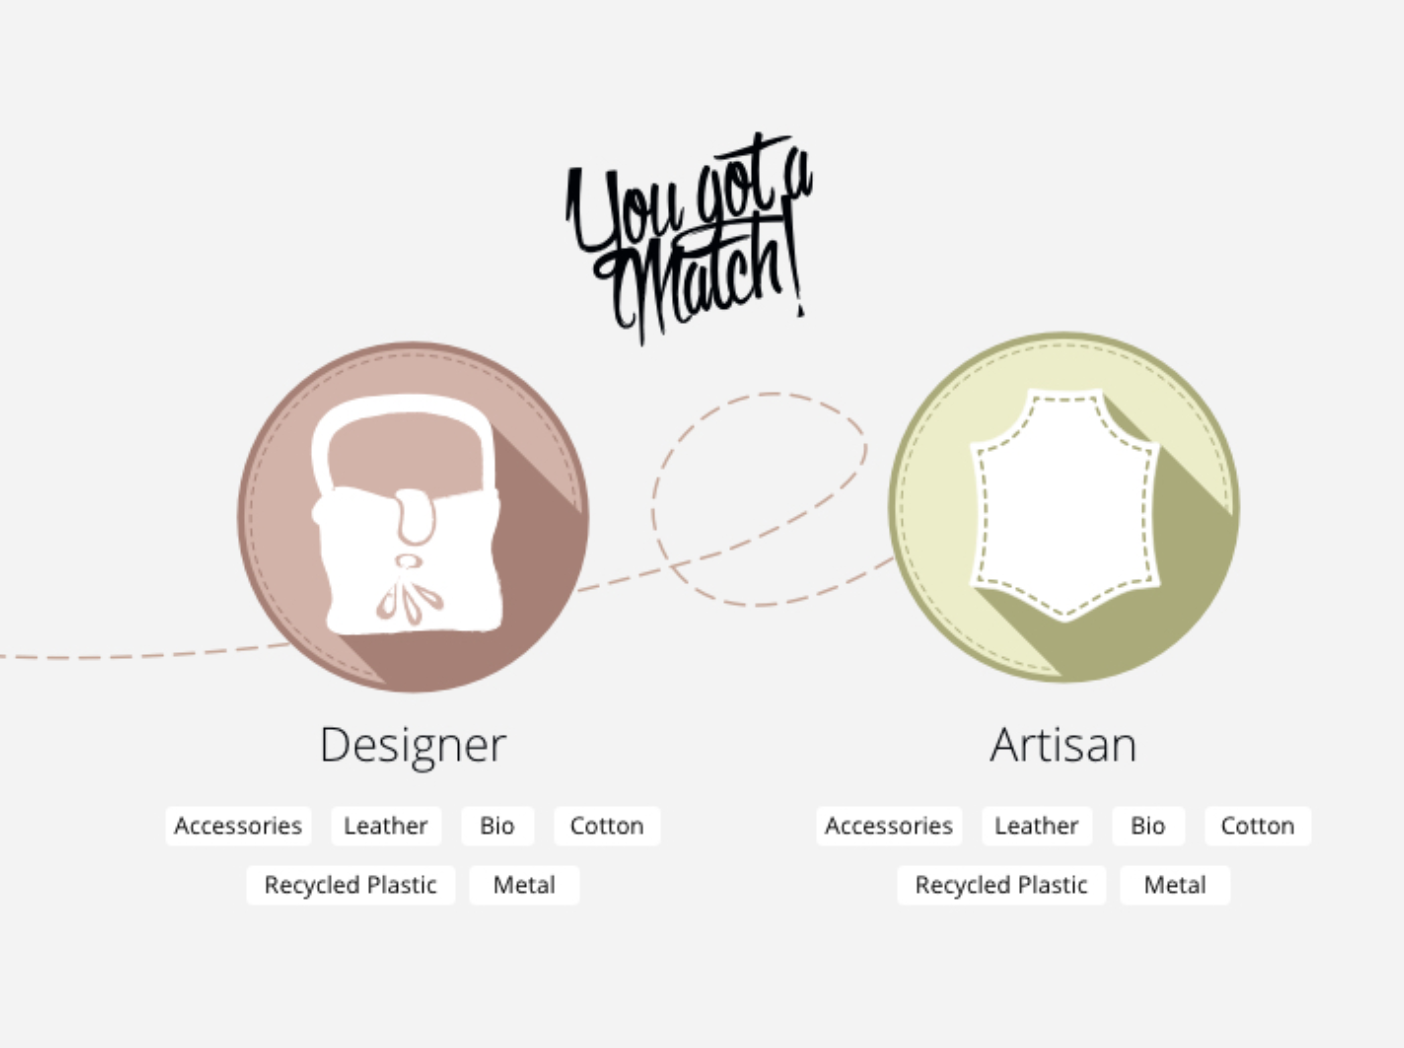 You got a
Match!
Designer
Artisan
Accessories Leather Bio Cotton
Recycled Plastic Metal
Accessories Leather Bio Cotton
Recycled Plastic Metal